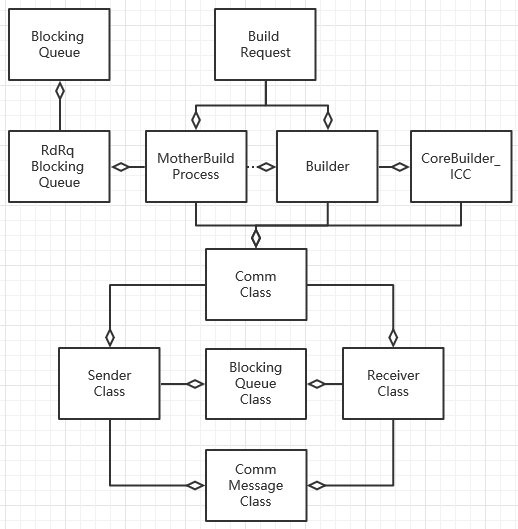 Blocking
Queue
Build
Request
RdRq
Blocking
Queue
MotherBuild
Process
Builder
CoreBuilder_
ICC
Comm
Class
Sender
Class
Blocking
Queue
Class
Receiver
Class
Comm
Message
Class